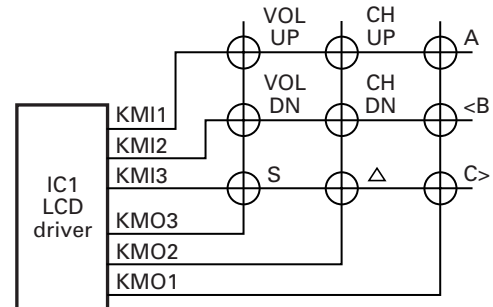 VOL UP
CH UP
A
VOL DN
CH DN
<B
S
△
C>
KMI1
KMI2
KMI3
KMO3
KMO2
KMO1
IC1
LCD
driver